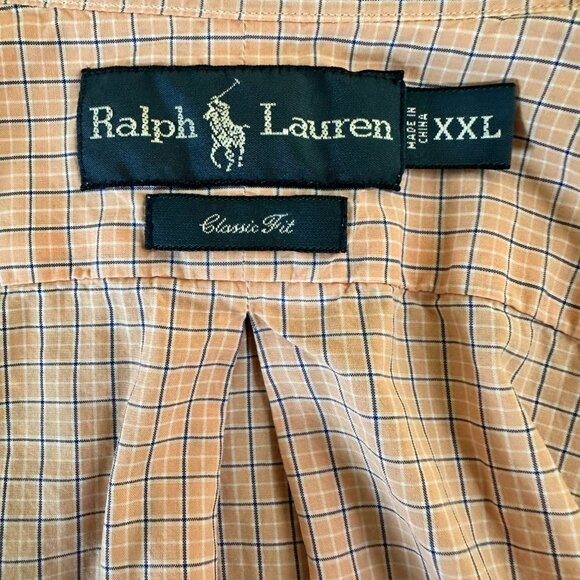 Ralph Lauren
MADE IN
CHINA
XXL
Classic Fit